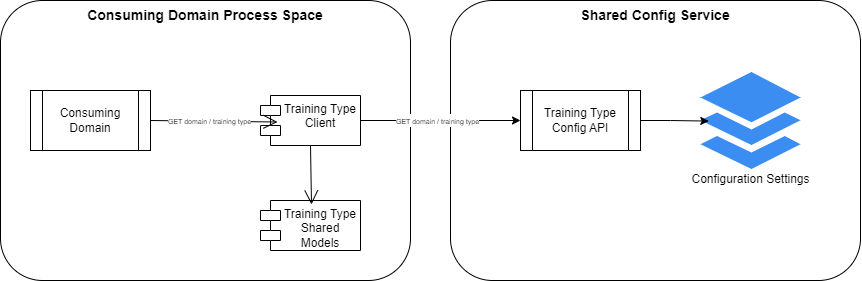 Consuming Domain Process Space
Shared Config Service
Consuming
Domain
GET domain / training type
Training Type
Client
GET domain / training type
Training Type
Config API
Configuration Settings
Training Type
Shared
Models